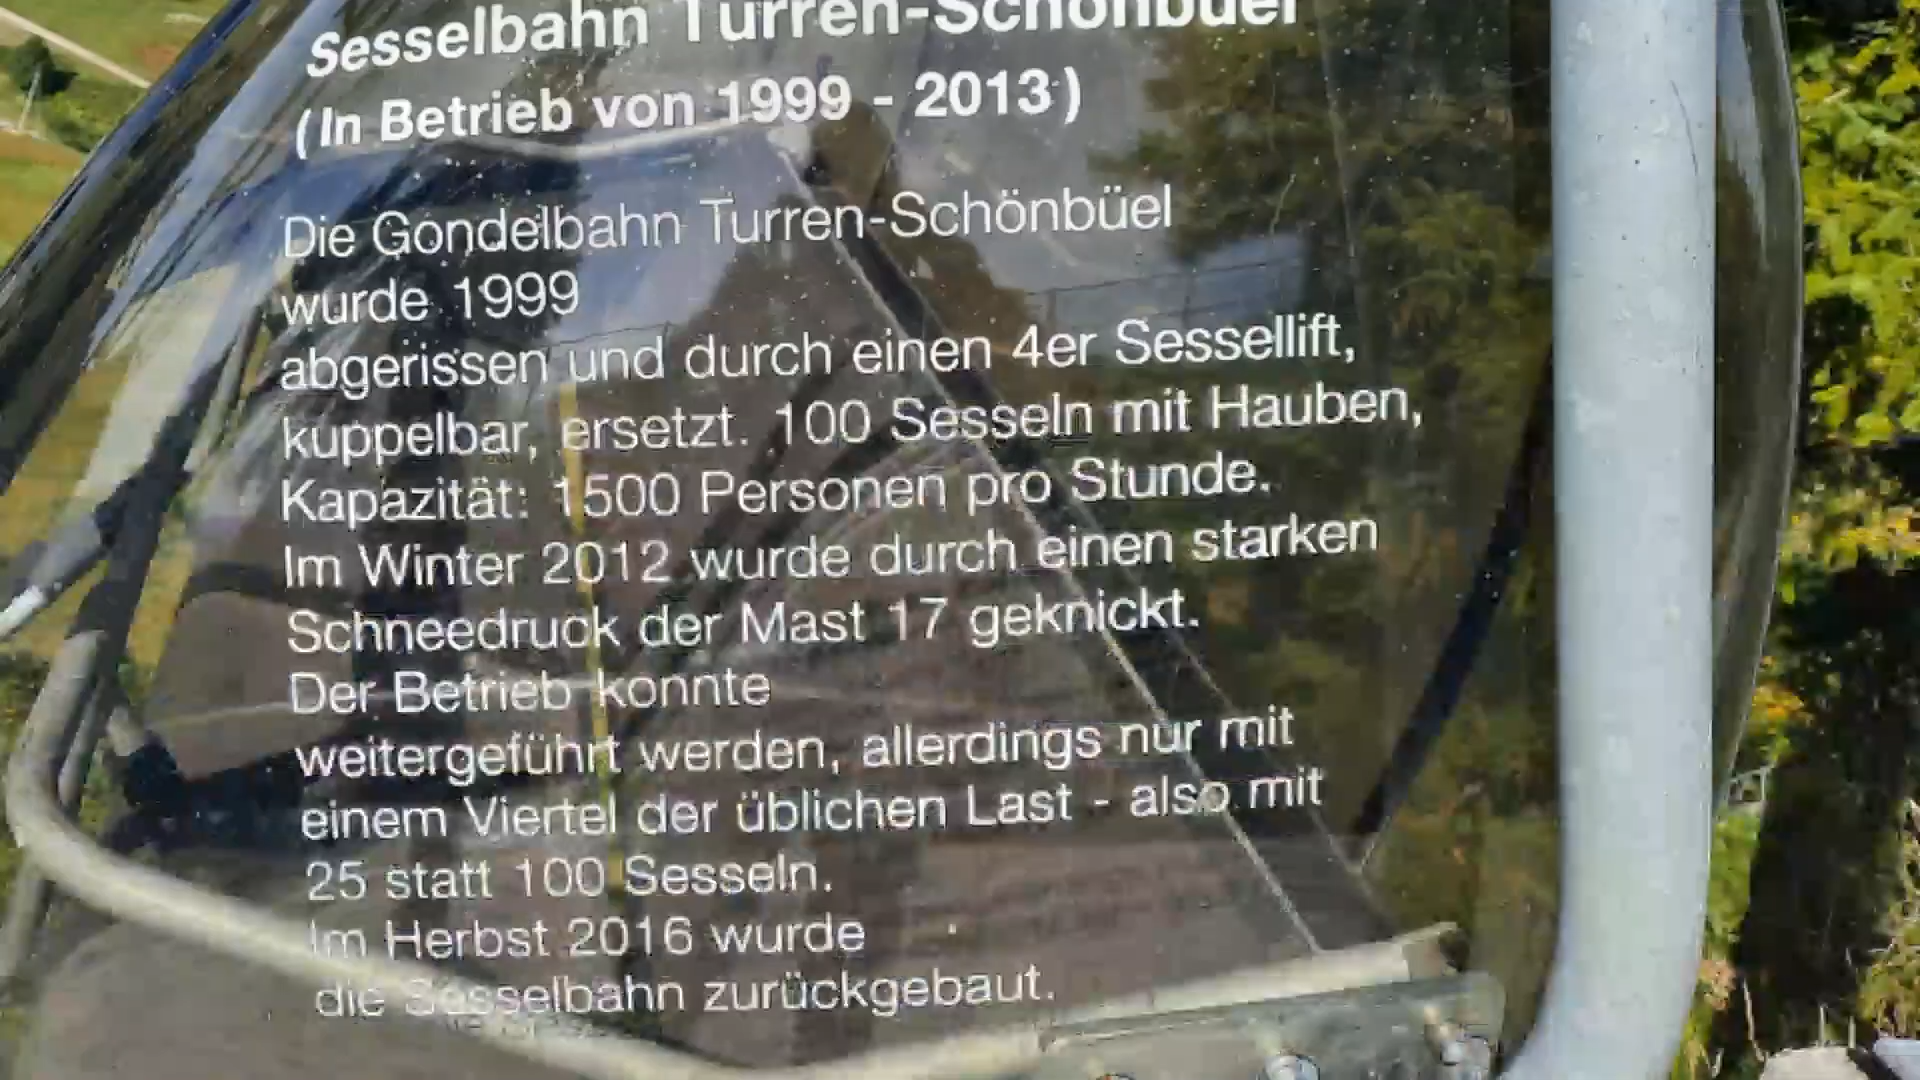 Sesselbahn Turren-Schönbüel
(In Betrieb von 1999 - 2013)
Die Gondelbahn Turren-Schönbüel
wurde 1999
abgerissen und durch einen 4er Sessellift,
kuppelbar, ersetzt. 100 Sesseln mit Hauben,
Kapazität: 1500 Personen pro Stunde.
Im Winter 2012 wurde durch einen starken
Schneedruck der Mast 17 geknickt.
Der Betrieb konnte
weitergeführt werden, allerdings nur mit
einem Viertel der üblichen Last - also mit
25 statt 100 Sesseln.
Im Herbst 2016 wurde
die Sesselbahn zurückgebaut.